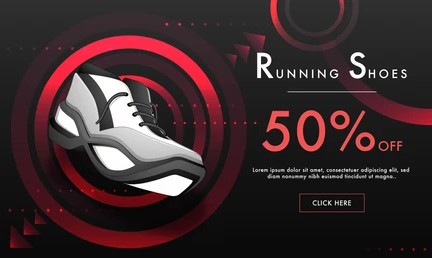 RUNNING SHOES
50% OFF
Lorem ipsum dolor sit amet, consectetuer adipiscing elit, sed
diam nonummy nibh euismod tincidunt ut magna..
CLICK HERE